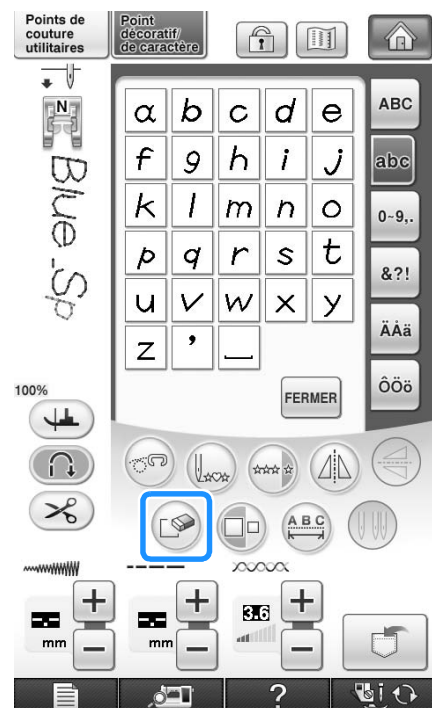 Points de
couture
utilitaires
Point
décoratif/
de caractère
N
Blue_Sp
100%
a b c d e
f g h i j
k l m n o
p q r s t
u v w x y
z ’ _
FERMER
ABC
abc
0~9,.
&?!
ÄÅä
ÔÖö
A B C
mm
mm
3.6
?